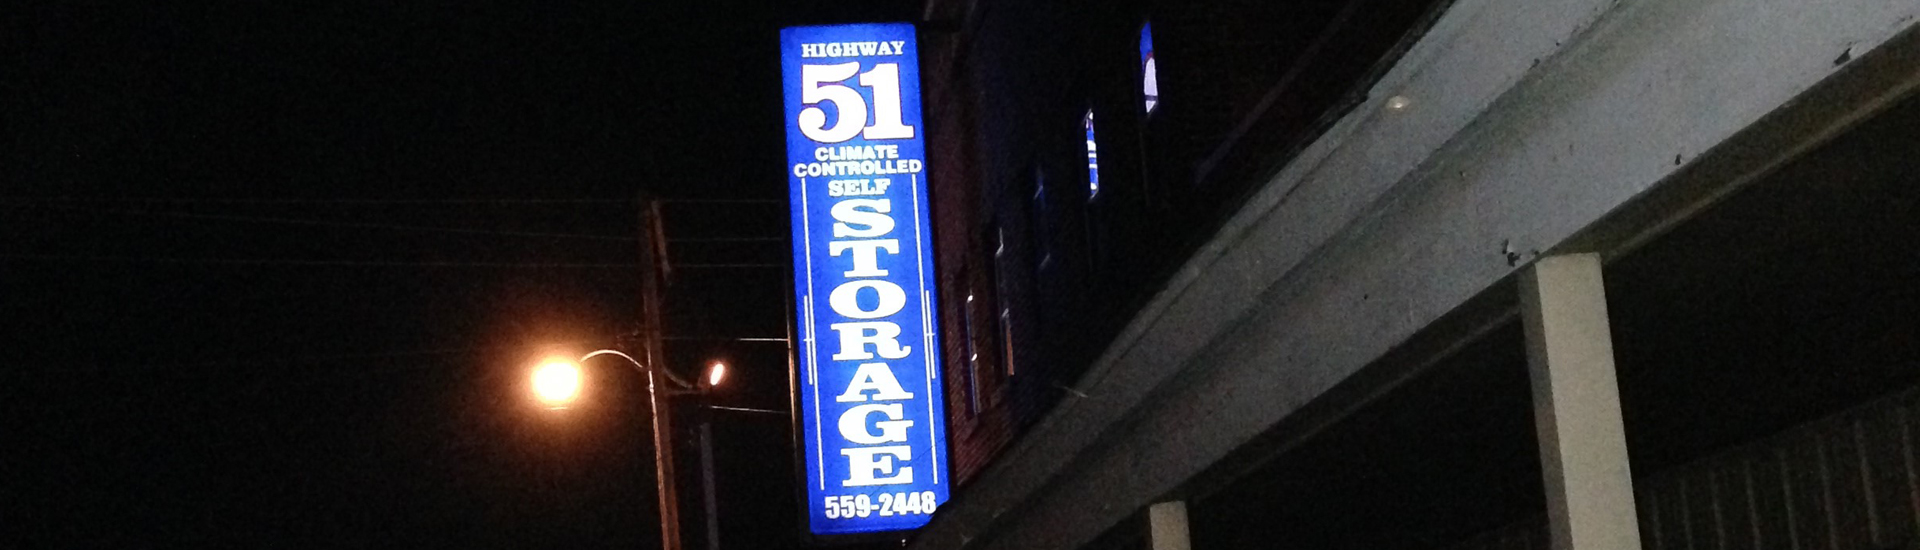 HIGHWAY
51
CLIMATE
CONTROLLED
SELF
STORAGE
559-2448